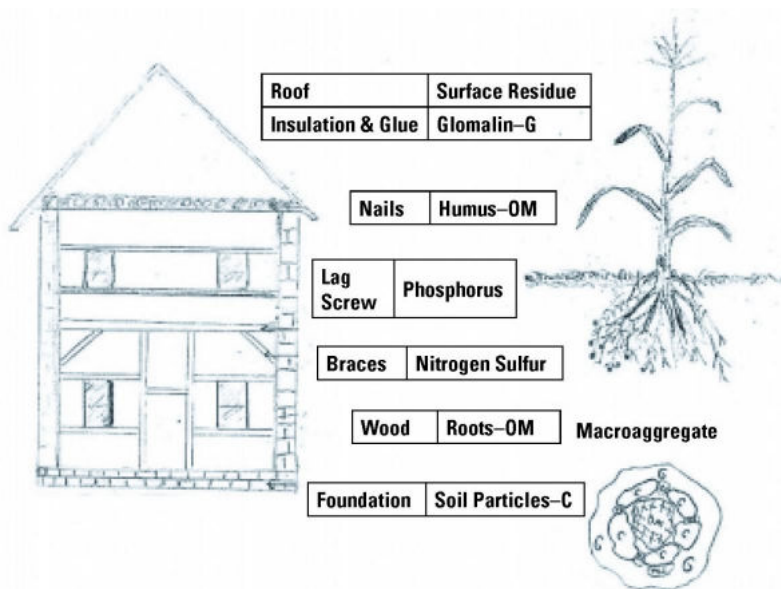 Roof Surface Residue
Insulation & Glue Glomalin–G
Nails Humus–OM
Lag Screw Phosphorus
Braces Nitrogen Sulfur
Wood Roots–OM
Macroaggregate
Foundation Soil Particles–C
G
C
C
C
C
G
G